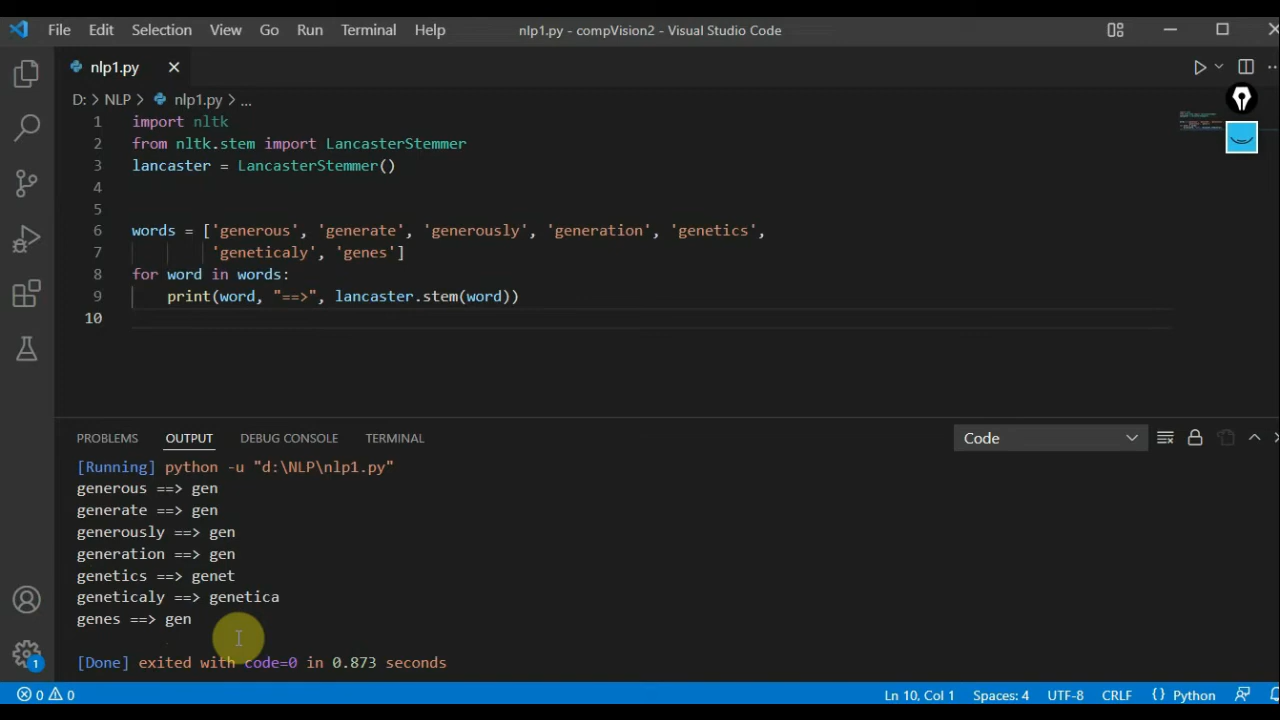 File Edit Selection View Go Run Terminal Help nlp1.py - compVision2 - Visual Studio Code
nlp1.py
D: > NLP > nlp1.py > ...
1 import nltk
2 from nltk.stem import LancasterStemmer
3 lancaster = LancasterStemmer()
4
5
6 words = ['generous', 'generate', 'generously', 'generation', 'genetics',
7 'geneticaly', 'genes']
8 for word in words:
9 print(word, "==>", lancaster.stem(word))
10
PROBLEMS OUTPUT DEBUG CONSOLE TERMINAL Code
[Running] python -u "d:\NLP\nlp1.py"
generous ==> gen
generate ==> gen
generously ==> gen
generation ==> gen
genetics ==> genet
geneticaly ==> genetica
genes ==> gen
[Done] exited with code=0 in 0.873 seconds
1
0 0 Ln 10, Col 1 Spaces: 4 UTF-8 CRLF Python